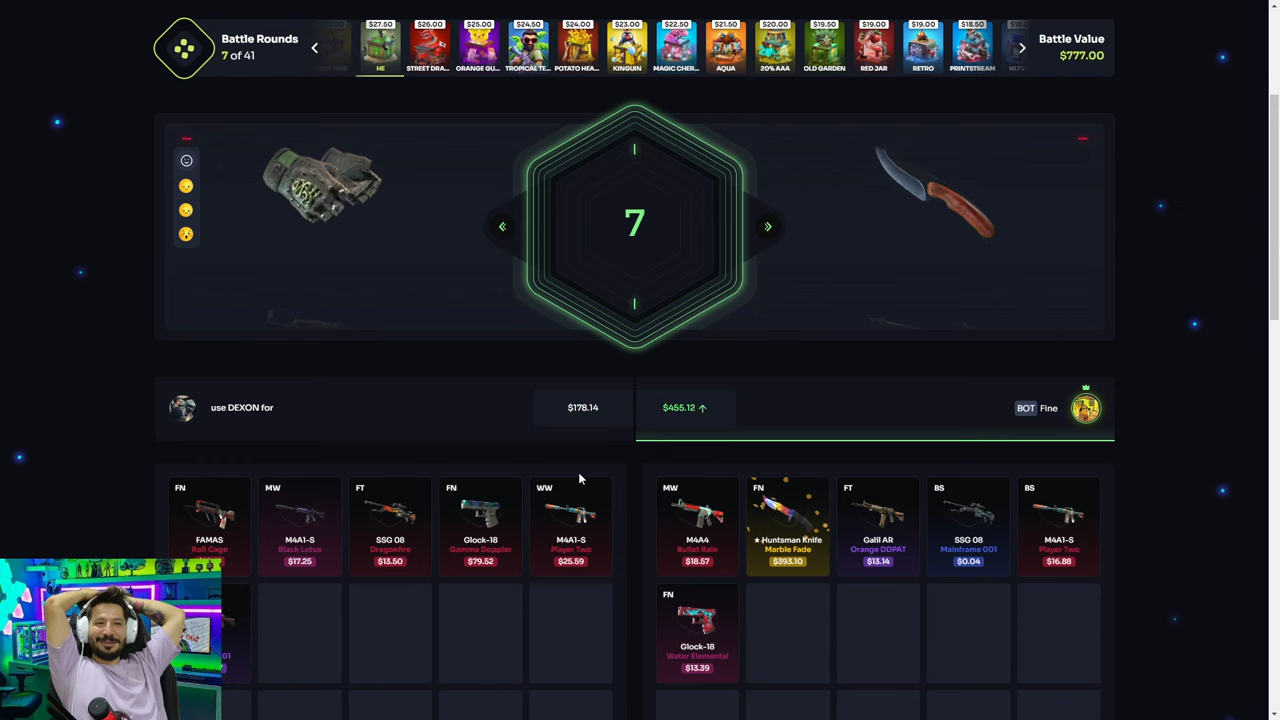 Battle Rounds
7 of 41
$27.50
HE
$26.00
STREET DRA...
$25.00
ORANGE GU...
$24.50
TROPICAL TE...
$24.00
POTATO HEA...
$23.00
KINGUIN
$22.50
MAGIC CHER...
$21.50
AQUA
$20.00
20% AAA
$19.50
OLD GARDEN
$19.00
RED JAR
$19.00
RETRO
$18.50
PRINTSTREAM
Battle Value
$777.00
7
use DEXON for
$178.14
$455.12
BOT Fine
FN
FAMAS
Roll Cage
MW
M4A1-S
Black Lotus
$17.25
FT
SSG 08
Dragonfire
$13.50
FN
Glock-18
Gamma Doppler
$79.52
WW
M4A1-S
Player Two
$25.59
MW
M4A4
Bullet Rain
$18.57
FN
★ Huntsman Knife
Marble Fade
$393.10
FT
Galil AR
Orange DDPAT
$13.14
BS
SSG 08
Mainframe 001
$0.04
BS
M4A1-S
Player Two
$16.88
FN
Glock-18
Water Elemental
$13.39